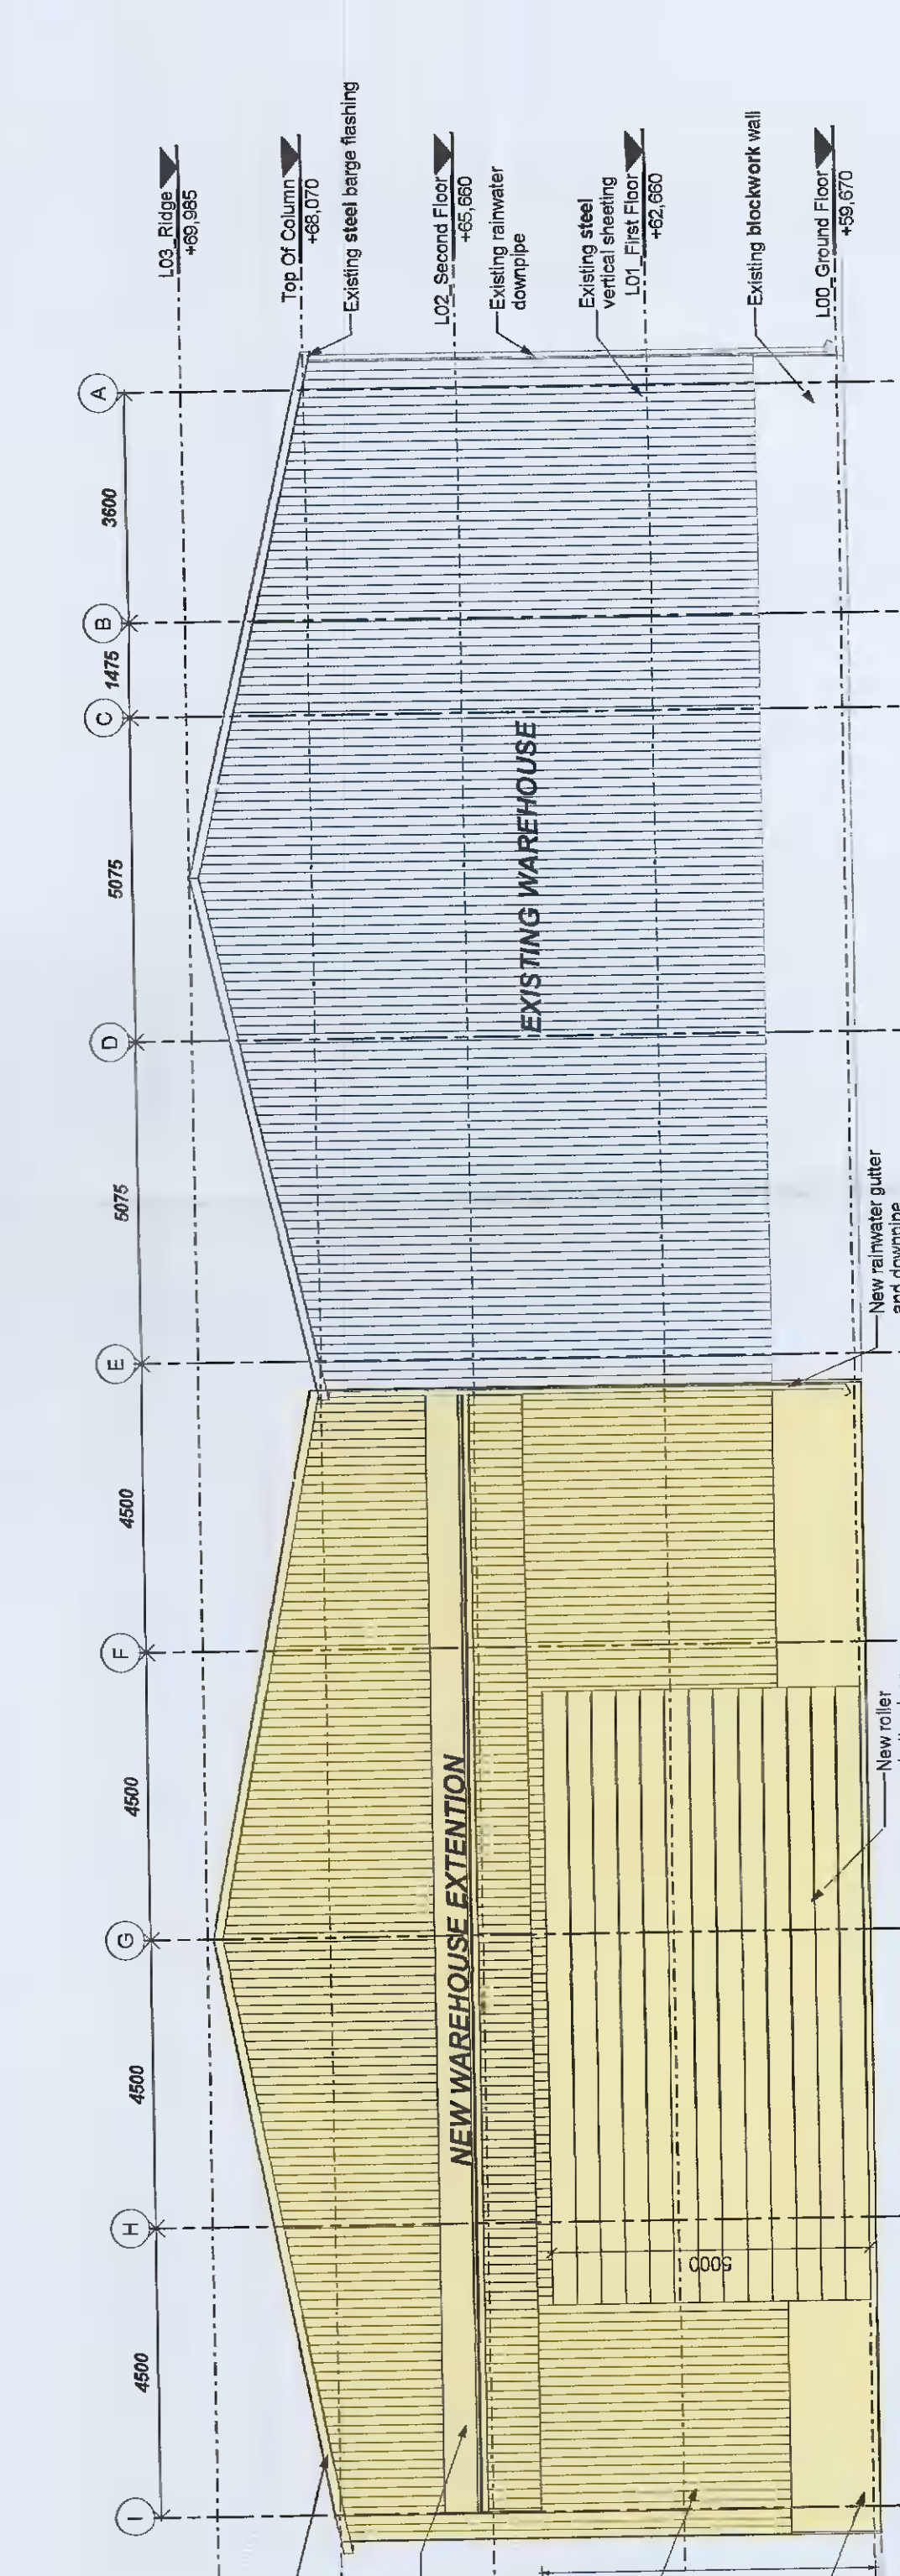 L03_Ridge
+69,985
Top Of Column
+68,070
Existing steel barge flashing
L02_Second Floor
+65,660
Existing rainwater
downpipe
Existing steel
vertical sheeting
L01_First Floor
+62,660
Existing blockwork wall
L00_Ground Floor
+59,670
A
3600
B
1475
C
5075
D
5075
E
4500
F
4500
G
4500
H
4500
I
EXISTING WAREHOUSE
NEW WAREHOUSE EXTENTION
New rainwater gutter
and downpipe
New roller
5000